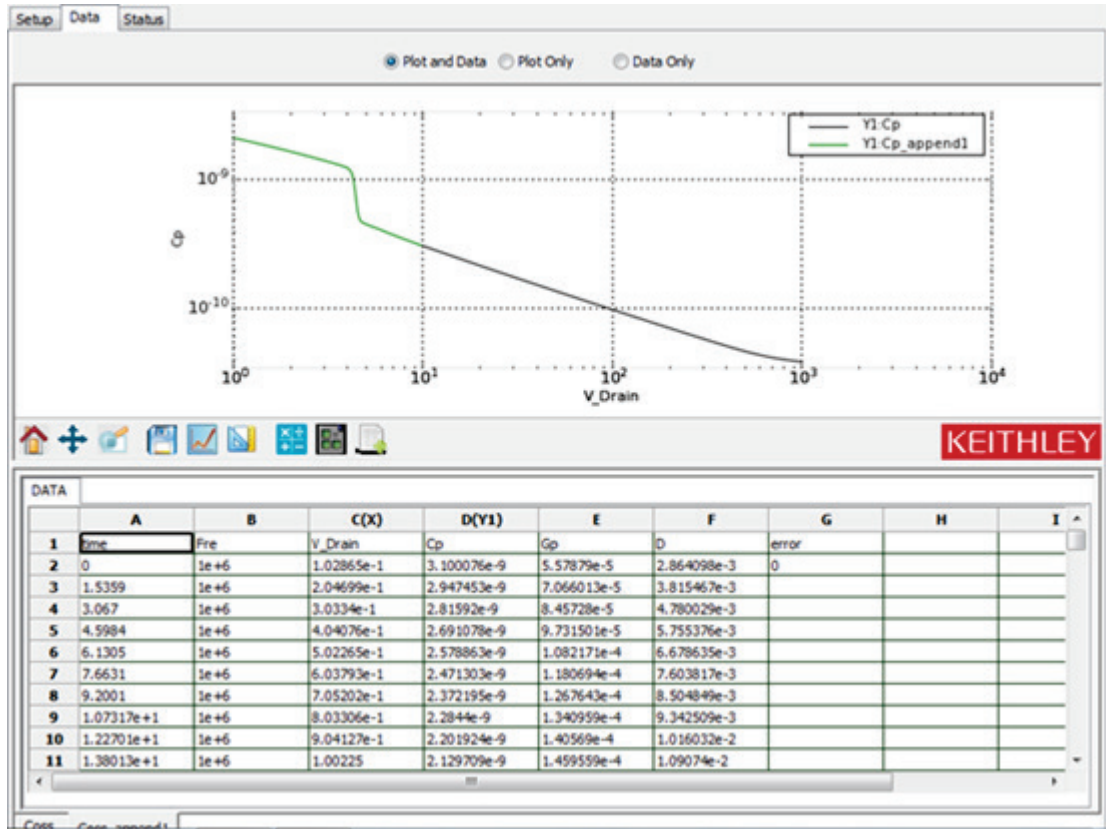 Setup Data Status
Plot and Data Plot Only Data Only
Y1:Cp
Y1:Cp_append1
10⁻⁹
Cp
10⁻¹⁰
10⁰ 10¹ 10² 10³ 10⁴
V_Drain
KEITHLEY
DATA
A B C(X) D(Y1) E F G H I
1 time Fre V_Drain Cp Gp D error
2 0 1e+6 1.02865e-1 3.100076e-9 5.57879e-5 2.864098e-3 0
3 1.5359 1e+6 2.04699e-1 2.947453e-9 7.066013e-5 3.815467e-3
4 3.067 1e+6 3.0334e-1 2.81592e-9 8.45728e-5 4.780029e-3
5 4.5984 1e+6 4.04076e-1 2.691078e-9 9.731501e-5 5.755376e-3
6 6.1305 1e+6 5.02265e-1 2.578863e-9 1.082171e-4 6.678635e-3
7 7.6631 1e+6 6.03793e-1 2.471303e-9 1.180694e-4 7.603817e-3
8 9.2001 1e+6 7.05202e-1 2.372195e-9 1.267643e-4 8.504849e-3
9 1.07317e+1 1e+6 8.03306e-1 2.2844e-9 1.340959e-4 9.342509e-3
10 1.22701e+1 1e+6 9.04127e-1 2.201924e-9 1.40569e-4 1.016032e-2
11 1.38013e+1 1e+6 1.00225 2.129709e-9 1.459559e-4 1.09074e-2